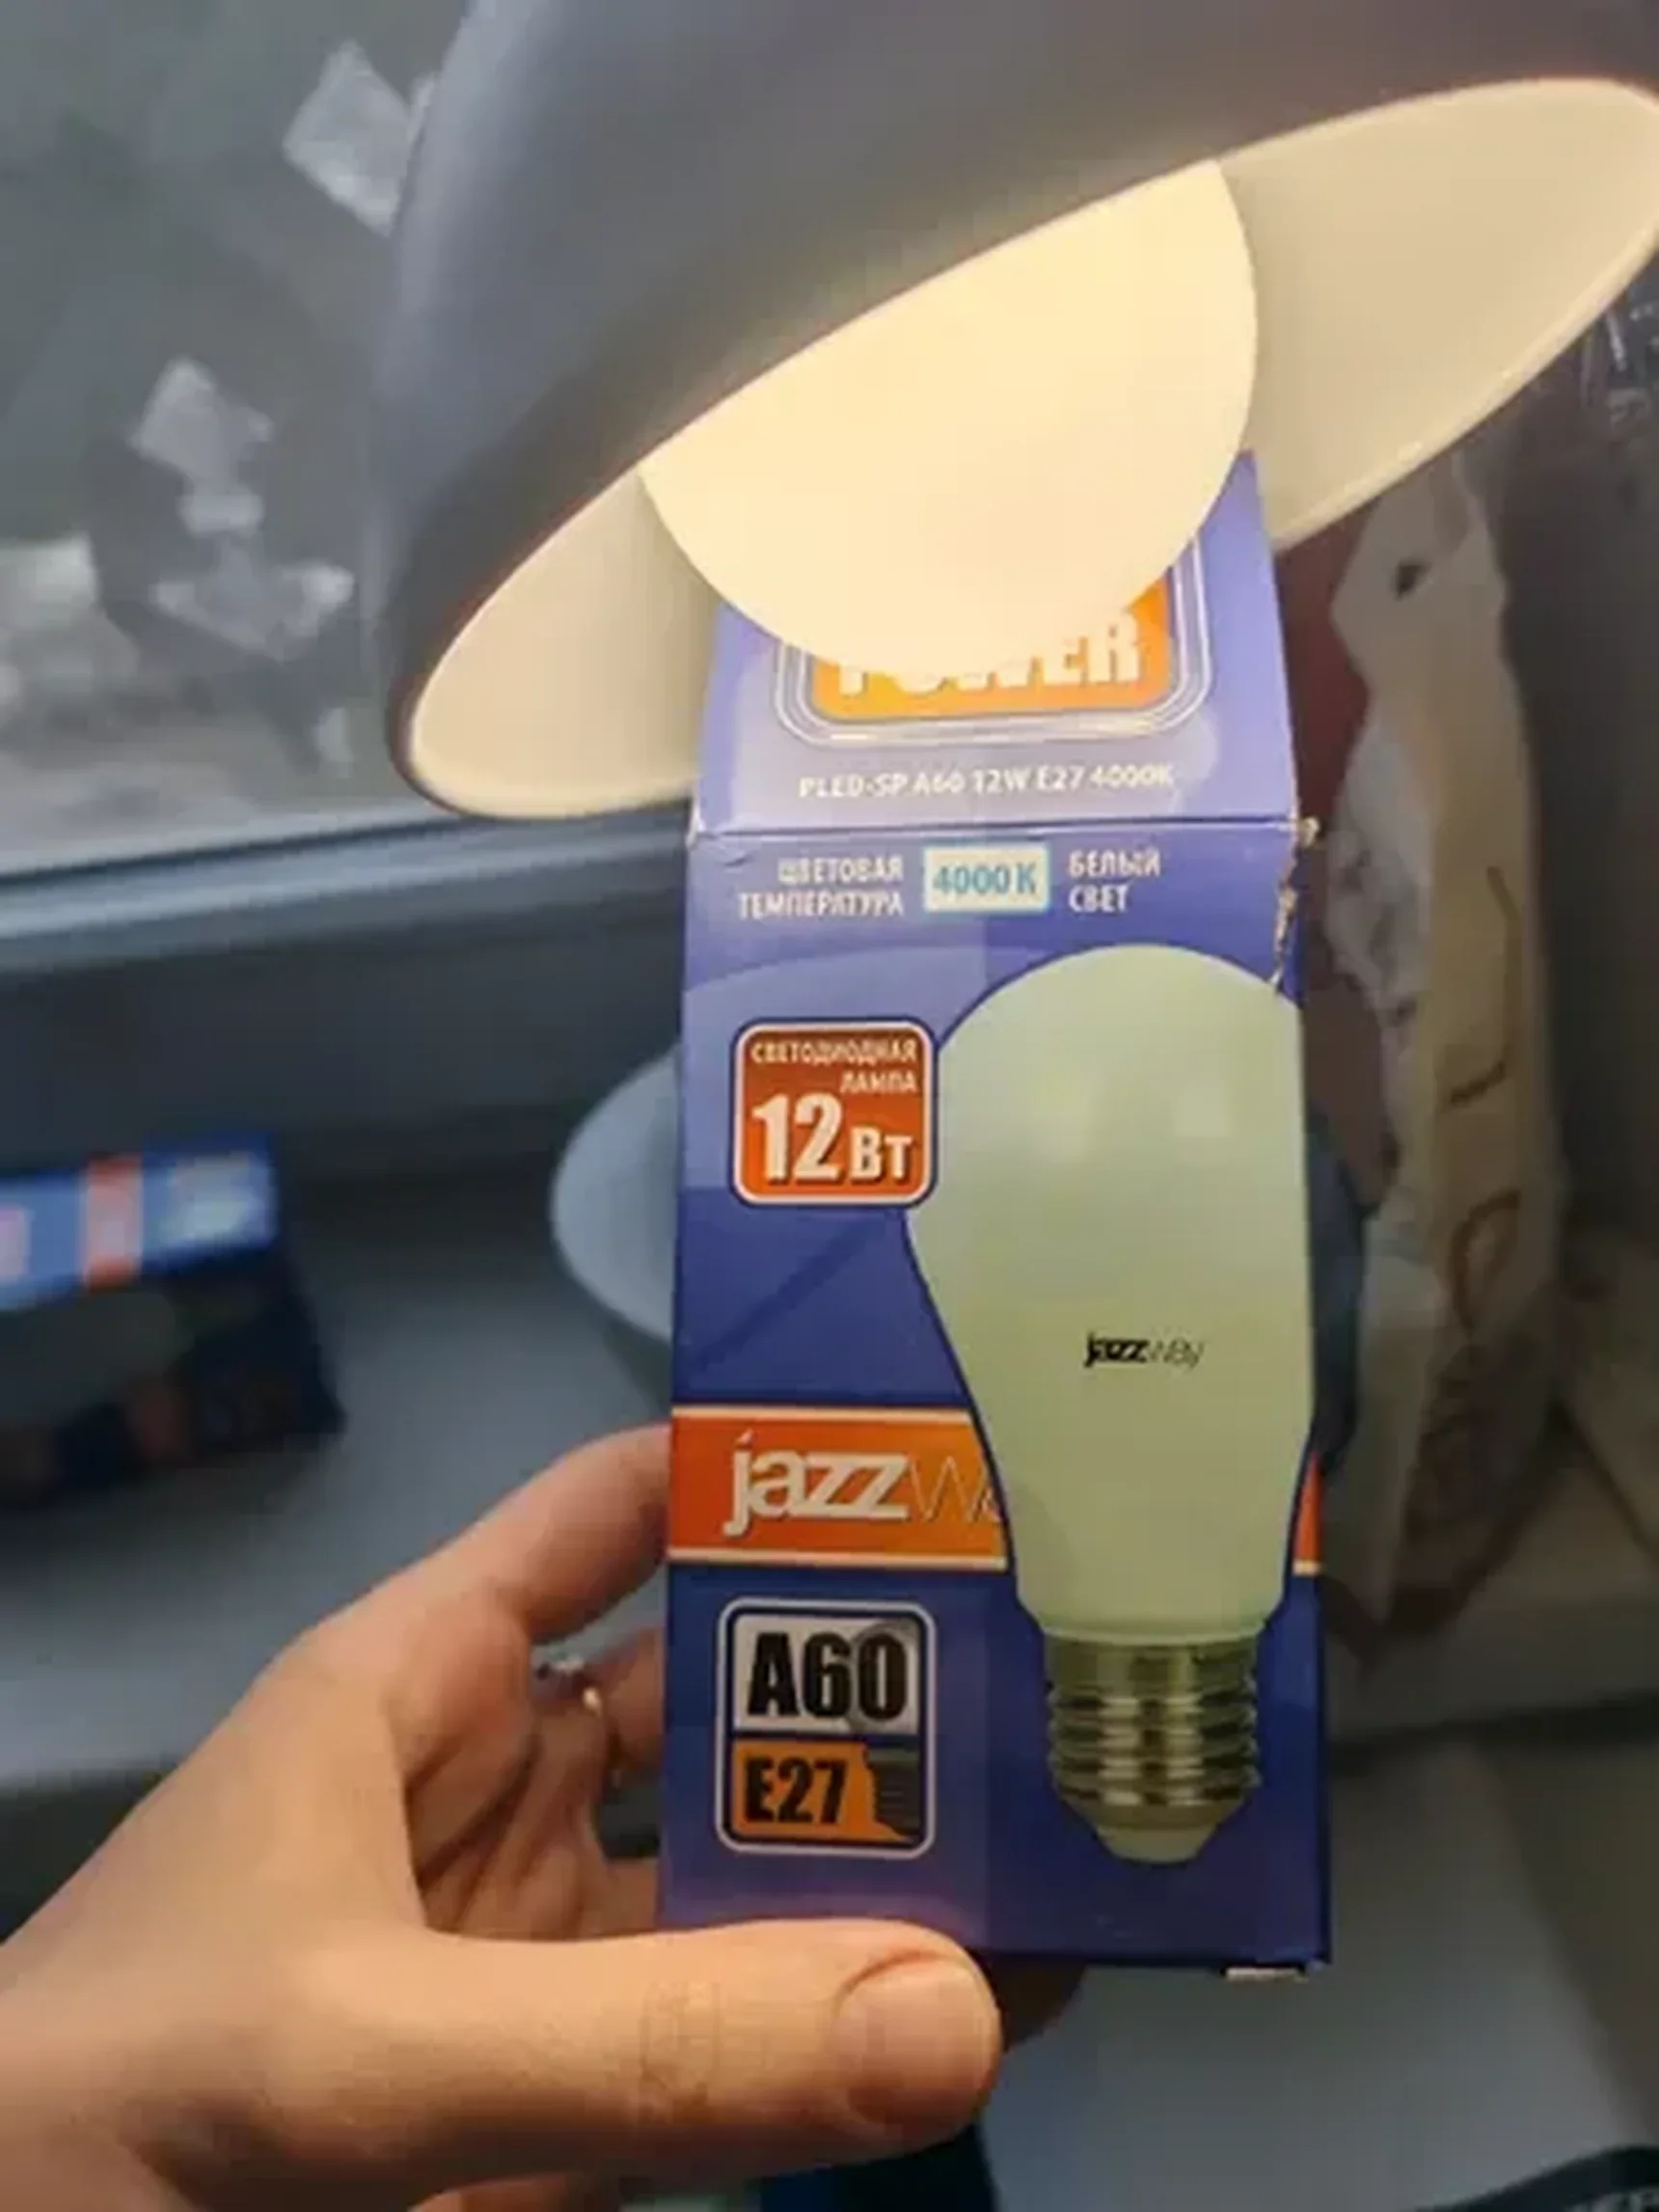 POWER
PLED-SP A60 12W E27 4000K
ЦВЕТОВАЯ
ТЕМПЕРАТУРА
4000 K
БЕЛЫЙ
СВЕТ
СВЕТОДИОДНАЯ
ЛАМПА
12 Вт
jazzway
jazzwa
A60
E27